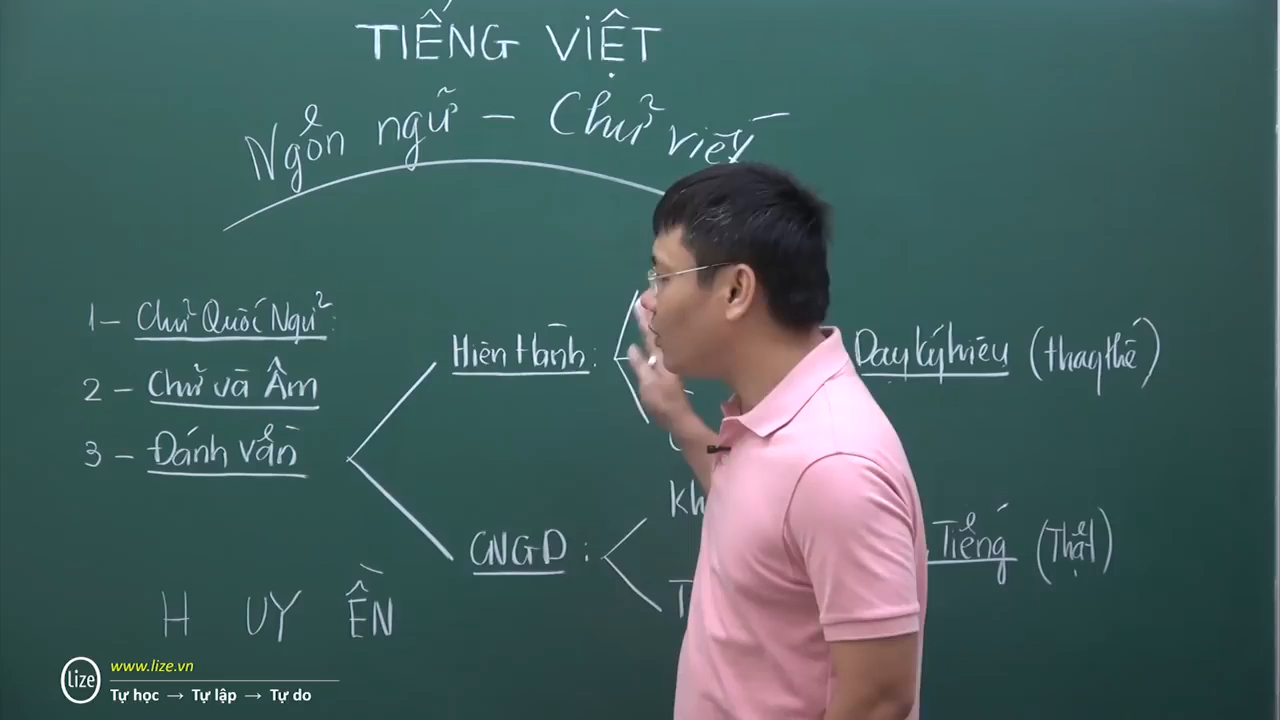 TIẾNG VIỆT
Ngôn ngữ – Chữ viết
1– Chữ Quốc Ngữ:
2 – Chữ và Âm
3 – Đánh vần
Hiện Hành:
Dạy ký hiệu (thay thế)
CNGD:
Tiếng (Thật)
H UY ỀN
lize
www.lize.vn
Tự học → Tự lập → Tự do